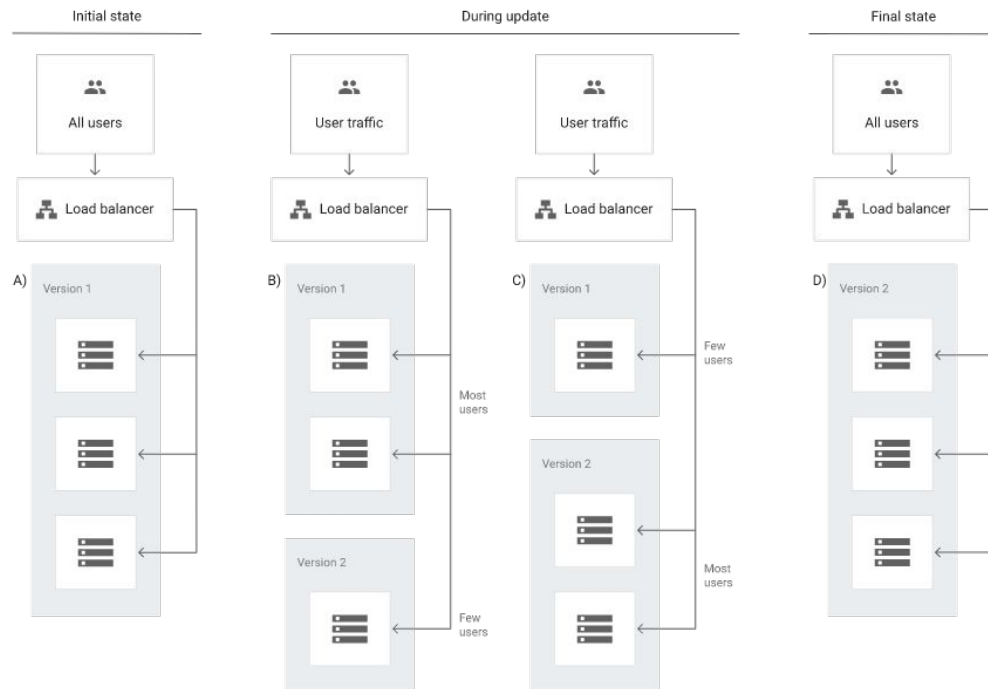 Initial state
During update
Final state
All users
User traffic
User traffic
All users
Load balancer
Load balancer
Load balancer
Load balancer
A)
Version 1
B)
Version 1
Most
users
Version 2
Few
users
C)
Version 1
Few
users
Version 2
Most
users
D)
Version 2